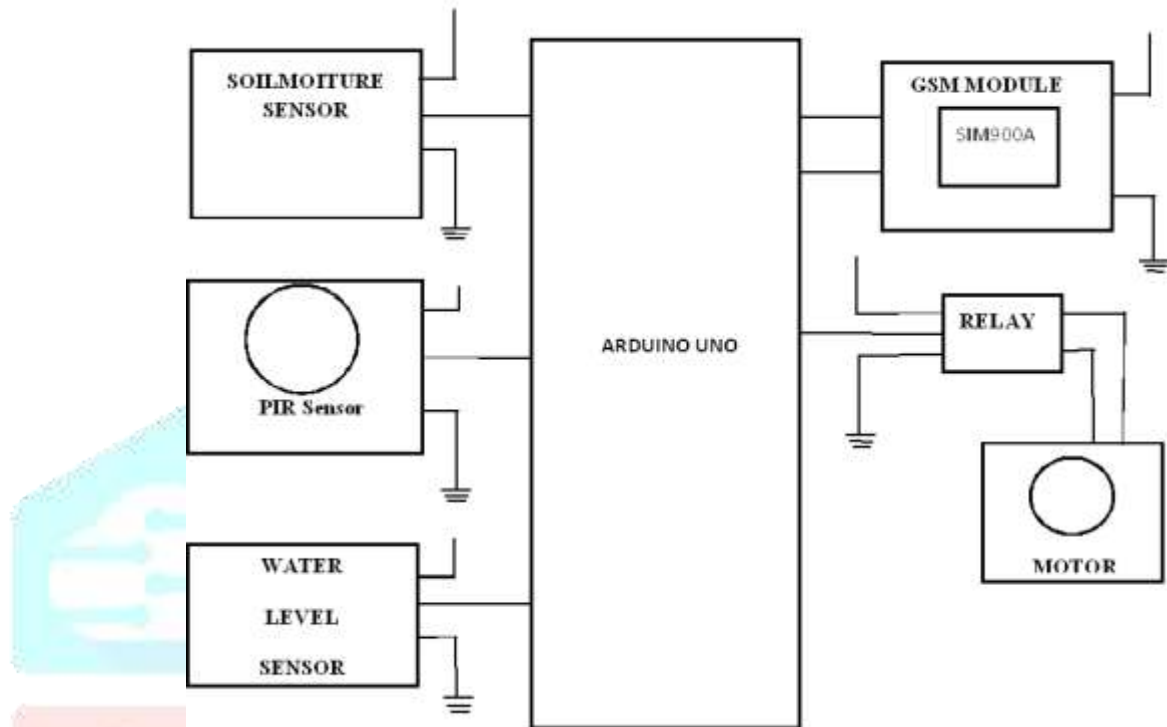 SOILMOITURE
SENSOR
PIR Sensor
WATER
LEVEL
SENSOR
ARDUINO UNO
GSM MODULE
SIM900A
RELAY
MOTOR